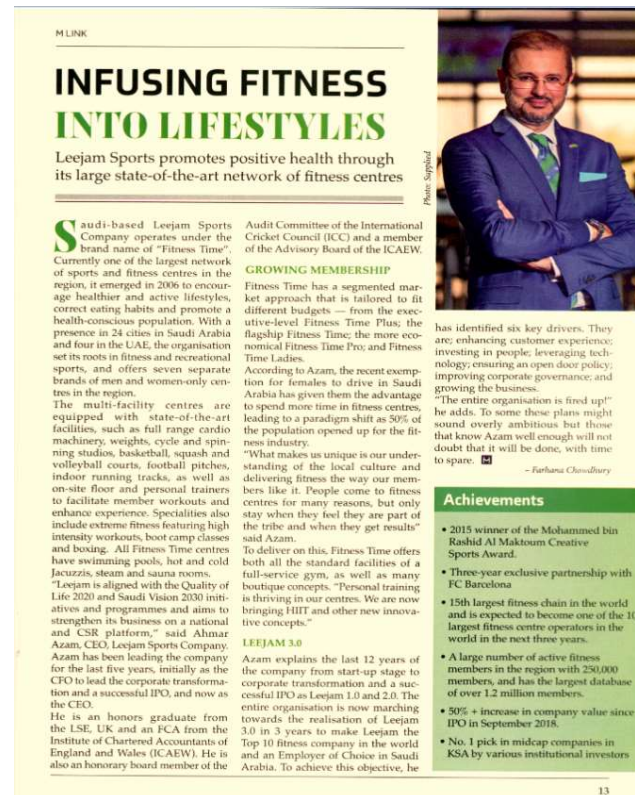 M LINK
INFUSING FITNESS
INTO LIFESTYLES
Leejam Sports promotes positive health through
its large state-of-the-art network of fitness centres
Photo: Supplied
Saudi-based Leejam Sports
Company operates under the
brand name of "Fitness Time".
Currently one of the largest network
of sports and fitness centres in the
region, it emerged in 2006 to encour-
age healthier and active lifestyles,
correct eating habits and promote a
health-conscious population. With a
presence in 24 cities in Saudi Arabia
and four in the UAE, the organisation
set its roots in fitness and recreational
sports, and offers seven separate
brands of men and women-only cen-
tres in the region.
The multi-facility centres are
equipped with state-of-the-art
facilities, such as full range cardio
machinery, weights, cycle and spin-
ning studios, basketball, squash and
volleyball courts, football pitches,
indoor running tracks, as well as
on-site floor and personal trainers
to facilitate member workouts and
enhance experience. Specialities also
include extreme fitness featuring high
intensity workouts, boot camp classes
and boxing. All Fitness Time centres
have swimming pools, hot and cold
Jacuzzis, steam and sauna rooms.
"Leejam is aligned with the Quality of
Life 2020 and Saudi Vision 2030 initi-
atives and programmes and aims to
strengthen its business on a national
and CSR platform," said Ahmar
Azam, CEO, Leejam Sports Company.
Azam has been leading the company
for the last five years, initially as the
CFO to lead the corporate transforma-
tion and a successful IPO, and now as
the CEO.
He is an honors graduate from
the LSE, UK and an FCA from the
Institute of Chartered Accountants of
England and Wales (ICAEW). He is
also an honorary board member of the
Audit Committee of the International
Cricket Council (ICC) and a member
of the Advisory Board of the ICAEW.
GROWING MEMBERSHIP
Fitness Time has a segmented mar-
ket approach that is tailored to fit
different budgets — from the exec-
utive-level Fitness Time Plus; the
flagship Fitness Time; the more eco-
nomical Fitness Time Pro; and Fitness
Time Ladies.
According to Azam, the recent exemp-
tion for females to drive in Saudi
Arabia has given them the advantage
to spend more time in fitness centres,
leading to a paradigm shift as 50% of
the population opened up for the fit-
ness industry.
"What makes us unique is our under-
standing of the local culture and
delivering fitness the way our mem-
bers like it. People come to fitness
centres for many reasons, but only
stay when they feel they are part of
the tribe and when they get results"
said Azam.
To deliver on this, Fitness Time offers
both all the standard facilities of a
full-service gym, as well as many
boutique concepts. "Personal training
is thriving in our centres. We are now
bringing HIIT and other new innova-
tive concepts."
LEEJAM 3.0
Azam explains the last 12 years of
the company from start-up stage to
corporate transformation and a suc-
cessful IPO as Leejam 1.0 and 2.0. The
entire organisation is now marching
towards the realisation of Leejam
3.0 in 3 years to make Leejam the
Top 10 fitness company in the world
and an Employer of Choice in Saudi
Arabia. To achieve this objective, he
has identified six key drivers. They
are; enhancing customer experience;
investing in people; leveraging tech-
nology; ensuring an open door policy;
improving corporate governance; and
growing the business.
"The entire organisation is fired up!"
he adds. To some these plans might
sound overly ambitious but those
that know Azam well enough will not
doubt that it will be done, with time
to spare. M
– Farhana Chowdhury
Achievements
• 2015 winner of the Mohammed bin
Rashid Al Maktoum Creative
Sports Award.
• Three-year exclusive partnership with
FC Barcelona
• 15th largest fitness chain in the world
and is expected to become one of the 10
largest fitness centre operators in the
world in the next three years.
• A large number of active fitness
members in the region with 250,000
members, and has the largest database
of over 1.2 million members.
• 50% + increase in company value since
IPO in September 2018.
• No. 1 pick in midcap companies in
KSA by various institutional investors
13